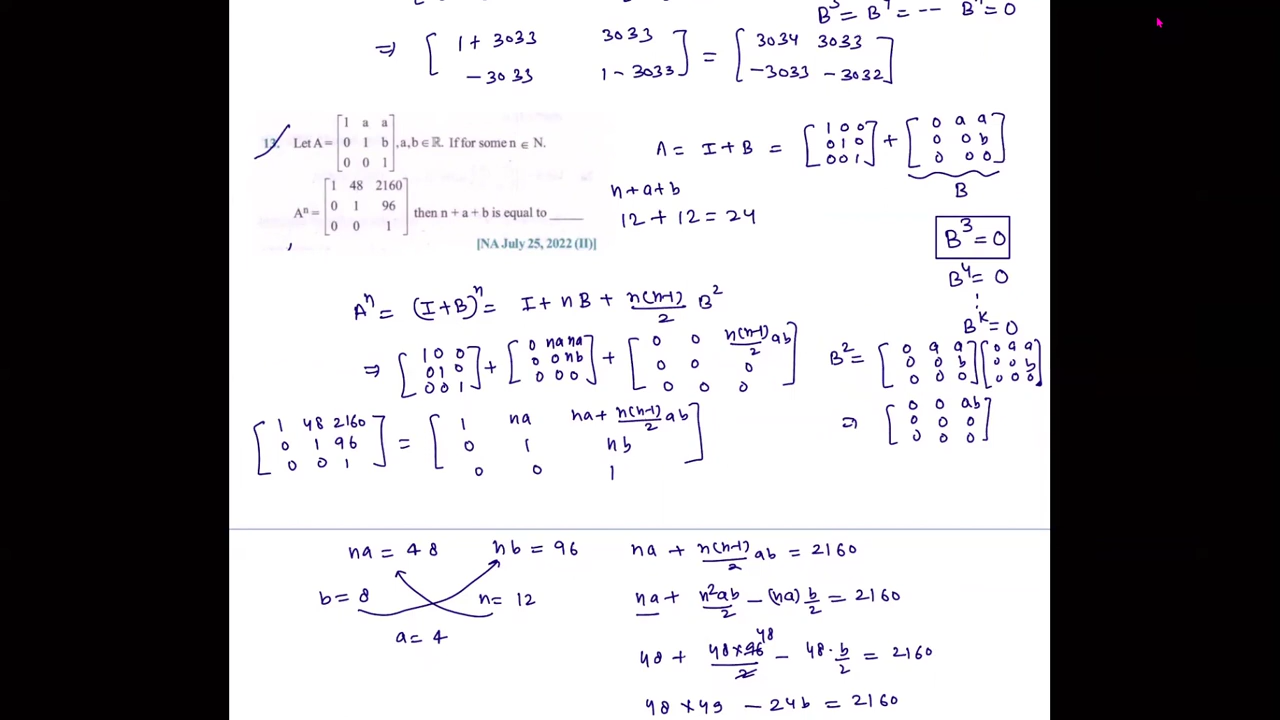 B³ = B⁴ = -- Bⁿ = 0
⇒ [ 1 + 3033 3033 ] = [ 3034 3033 ]
[ -3033 1 - 3033 ] [ -3033 -3032 ]
13. Let A = [ 1 a a ; 0 1 b ; 0 0 1 ], a, b ∈ ℝ. If for some n ∈ N.
Aⁿ = [ 1 48 2160 ; 0 1 96 ; 0 0 1 ] then n + a + b is equal to _____
[NA July 25, 2022 (II)]
A = I + B = [ 1 0 0 ; 0 1 0 ; 0 0 1 ] + [ 0 a a ; 0 0 b ; 0 0 0 ]
B
n + a + b
12 + 12 = 24
B³ = 0
B⁴ = 0
⋮
Bᵏ = 0
Aⁿ = (I + B)ⁿ = I + nB + n(n-1)/2 B²
⇒ [ 1 0 0 ; 0 1 0 ; 0 0 1 ] + [ 0 na na ; 0 0 nb ; 0 0 0 ] + [ 0 0 n(n-1)/2 ab ; 0 0 0 ; 0 0 0 ]
B² = [ 0 a a ; 0 0 b ; 0 0 0 ] [ 0 a a ; 0 0 b ; 0 0 0 ]
⇒ [ 0 0 ab ; 0 0 0 ; 0 0 0 ]
[ 1 48 2160 ; 0 1 96 ; 0 0 1 ] = [ 1 na na + n(n-1)/2 ab ; 0 1 nb ; 0 0 1 ]
na = 48 nb = 96
b = 8 n = 12
a = 4
na + n(n-1)/2 ab = 2160
na + n²ab/2 - (na) b/2 = 2160
48 + 48 × 96 48/2 - 48 · b/2 = 2160
48 × 49 - 24b = 2160